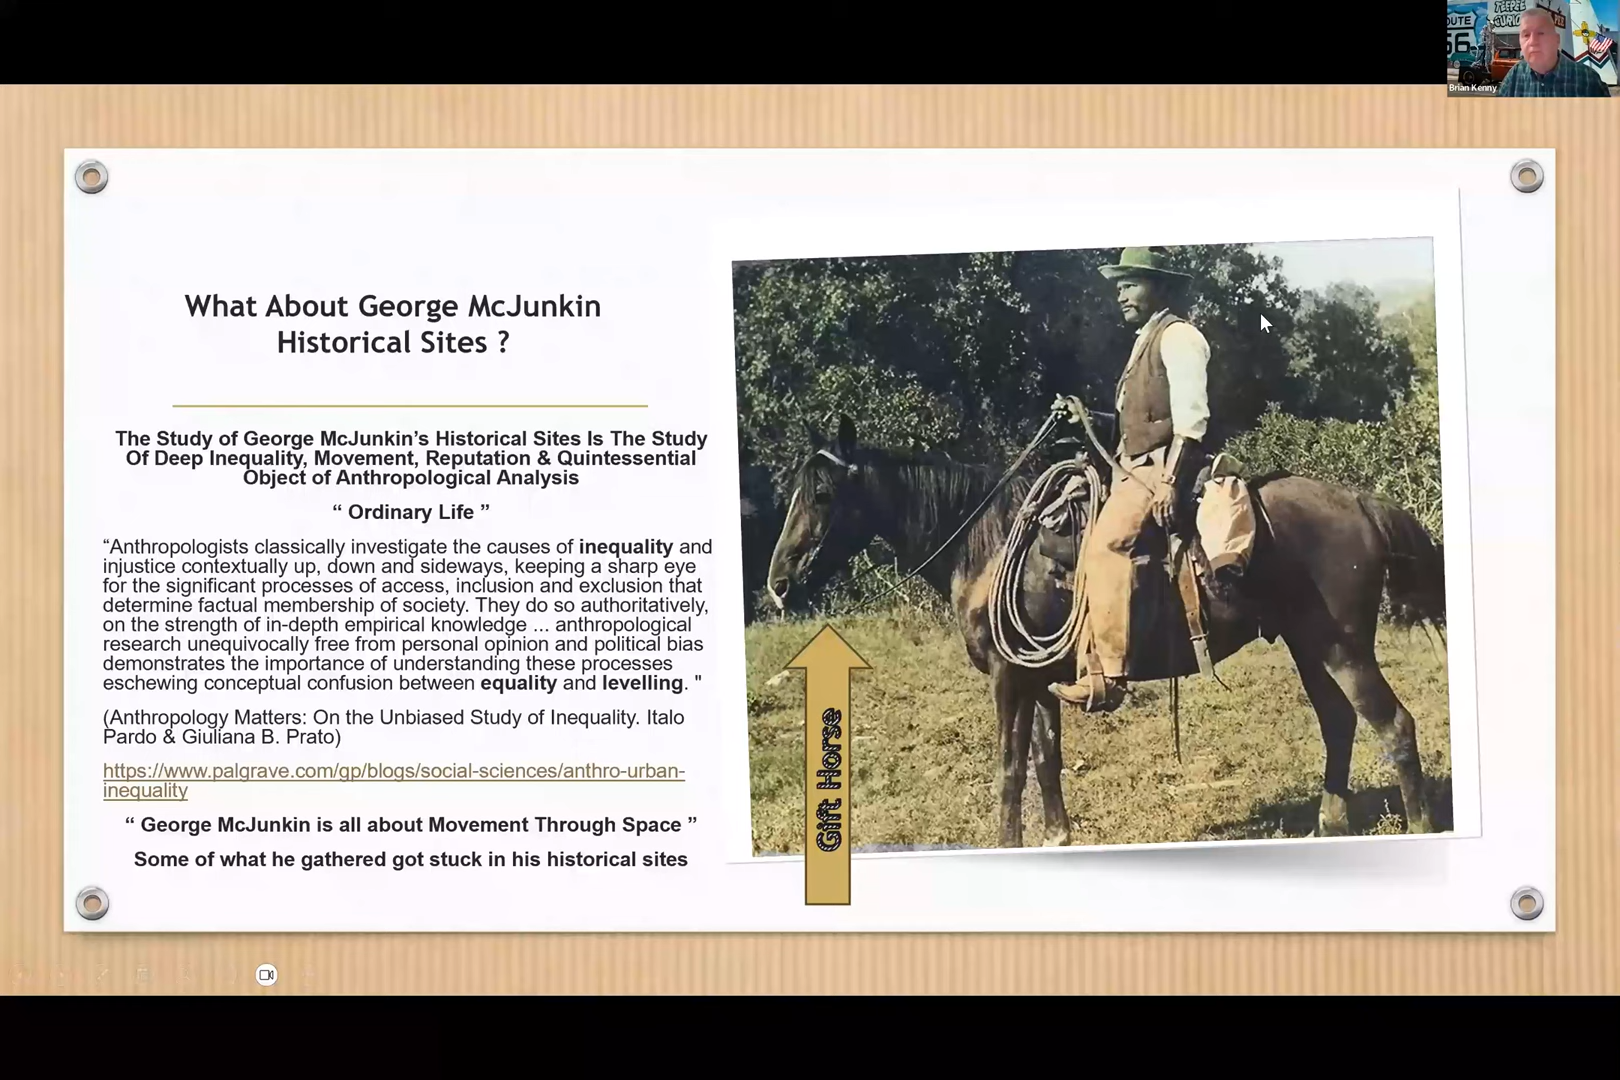 ROUTE
66
TEEPEE
CURIOS
Brian Kenny
What About George McJunkin
Historical Sites ?
The Study of George McJunkin’s Historical Sites Is The Study
Of Deep Inequality, Movement, Reputation & Quintessential
Object of Anthropological Analysis
“ Ordinary Life ”
“Anthropologists classically investigate the causes of inequality and
injustice contextually up, down and sideways, keeping a sharp eye
for the significant processes of access, inclusion and exclusion that
determine factual membership of society. They do so authoritatively,
on the strength of in-depth empirical knowledge ... anthropological
research unequivocally free from personal opinion and political bias
demonstrates the importance of understanding these processes
eschewing conceptual confusion between equality and levelling. "
(Anthropology Matters: On the Unbiased Study of Inequality. Italo
Pardo & Giuliana B. Prato)
https://www.palgrave.com/gp/blogs/social-sciences/anthro-urban-
inequality
“ George McJunkin is all about Movement Through Space ”
Some of what he gathered got stuck in his historical sites
Gift Horse